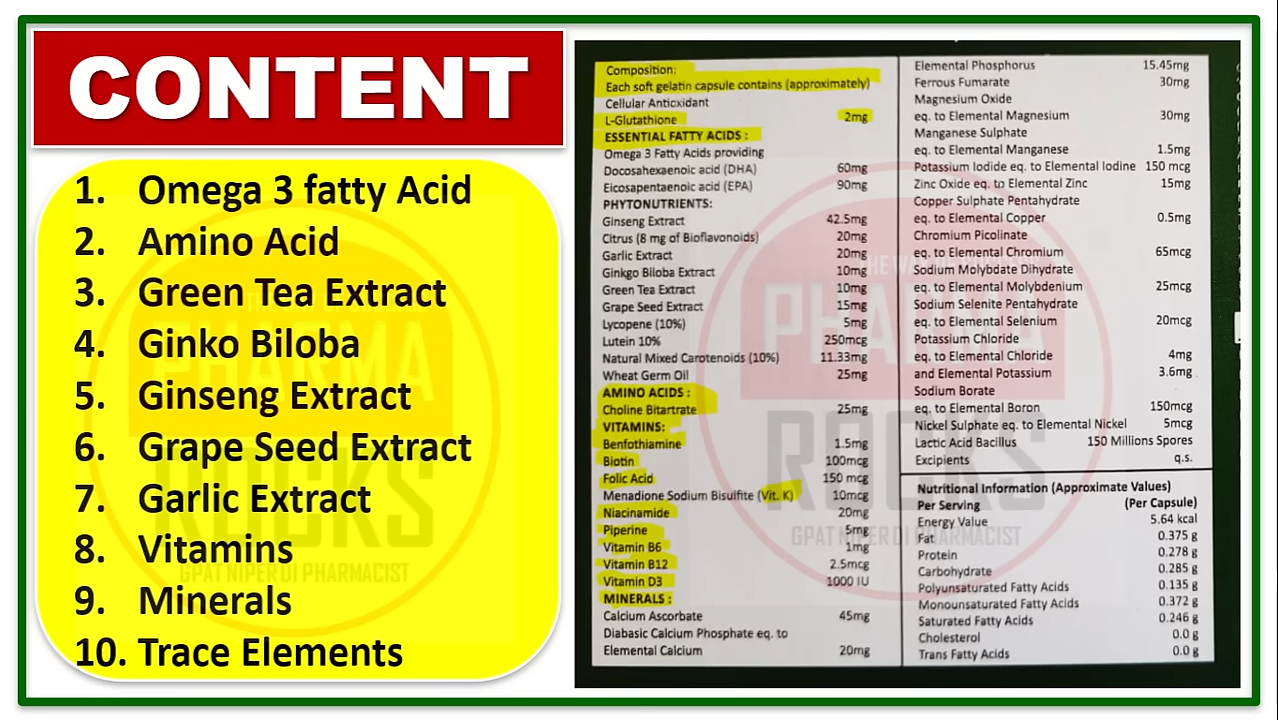 CONTENT
1. Omega 3 fatty Acid
2. Amino Acid
3. Green Tea Extract
4. Ginko Biloba
5. Ginseng Extract
6. Grape Seed Extract
7. Garlic Extract
8. Vitamins
9. Minerals
10. Trace Elements
PHARMA
ROCKS
GPAT NIPER DI PHARMACIST
Composition:
Each soft gelatin capsule contains (approximately)
Cellular Antioxidant
L-Glutathione 2mg
ESSENTIAL FATTY ACIDS :
Omega 3 Fatty Acids providing
Docosahexaenoic acid (DHA) 60mg
Eicosapentaenoic acid (EPA) 90mg
PHYTONUTRIENTS:
Ginseng Extract 42.5mg
Citrus (8 mg of Bioflavonoids) 20mg
Garlic Extract 20mg
Ginkgo Biloba Extract 10mg
Green Tea Extract 10mg
Grape Seed Extract 15mg
Lycopene (10%) 5mg
Lutein 10% 250mcg
Natural Mixed Carotenoids (10%) 11.33mg
Wheat Germ Oil 25mg
AMINO ACIDS :
Choline Bitartrate 25mg
VITAMINS:
Benfothiamine 1.5mg
Biotin 100mcg
Folic Acid 150 mcg
Menadione Sodium Bisulfite (Vit. K) 10mcg
Niacinamide 20mg
Piperine 5mg
Vitamin B6 1mg
Vitamin B12 2.5mcg
Vitamin D3 1000 IU
MINERALS :
Calcium Ascorbate 45mg
Diabasic Calcium Phosphate eq. to
Elemental Calcium 20mg
Elemental Phosphorus 15.45mg
Ferrous Fumarate 30mg
Magnesium Oxide
eq. to Elemental Magnesium 30mg
Manganese Sulphate
eq. to Elemental Manganese 1.5mg
Potassium Iodide eq. to Elemental Iodine 150 mcg
Zinc Oxide eq. to Elemental Zinc 15mg
Copper Sulphate Pentahydrate
eq. to Elemental Copper 0.5mg
Chromium Picolinate
eq. to Elemental Chromium 65mcg
Sodium Molybdate Dihydrate
eq. to Elemental Molybdenium 25mcg
Sodium Selenite Pentahydrate
eq. to Elemental Selenium 20mcg
Potassium Chloride
eq. to Elemental Chloride 4mg
and Elemental Potassium 3.6mg
Sodium Borate
eq. to Elemental Boron 150mcg
Nickel Sulphate eq. to Elemental Nickel 5mcg
Lactic Acid Bacillus 150 Millions Spores
Excipients q.s.
Nutritional Information (Approximate Values)
Per Serving (Per Capsule)
Energy Value 5.64 kcal
Fat 0.375 g
Protein 0.278 g
Carbohydrate 0.285 g
Polyunsaturated Fatty Acids 0.135 g
Monounsaturated Fatty Acids 0.372 g
Saturated Fatty Acids 0.246 g
Cholesterol 0.0 g
Trans Fatty Acids 0.0 g
PHARMA
ROCKS
GPAT NIPER DI PHARMACIST